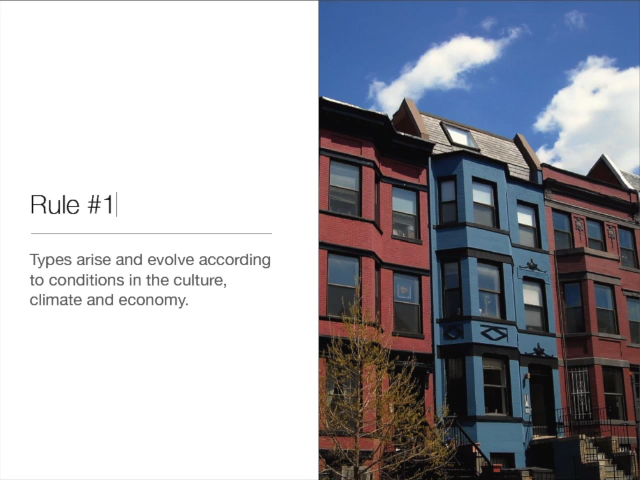 Rule #1
Types arise and evolve according
to conditions in the culture,
climate and economy.